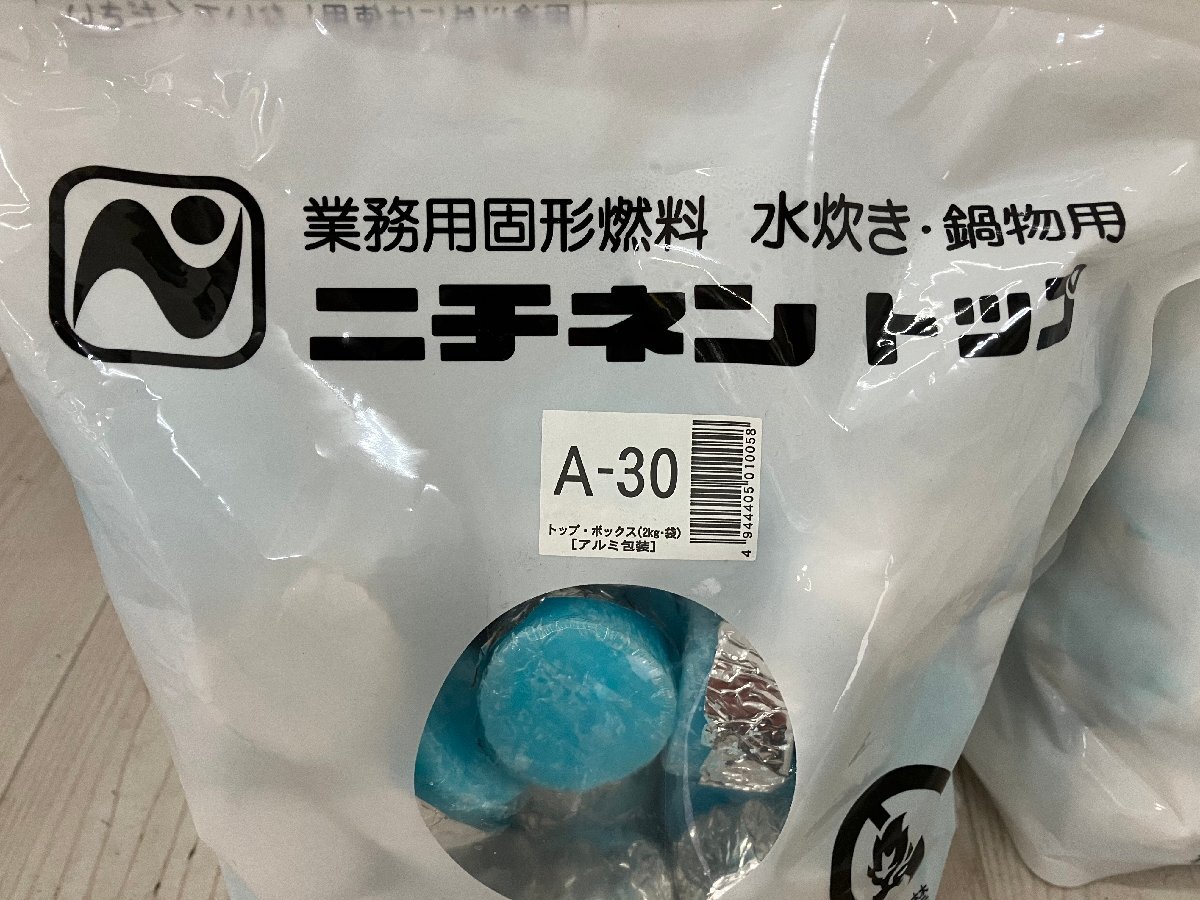 業務用固形燃料 水炊き・鍋物用
ニチネン トップ
A-30
トップ・ボックス(2kg・袋)
[アルミ包装]
4 944405 010058